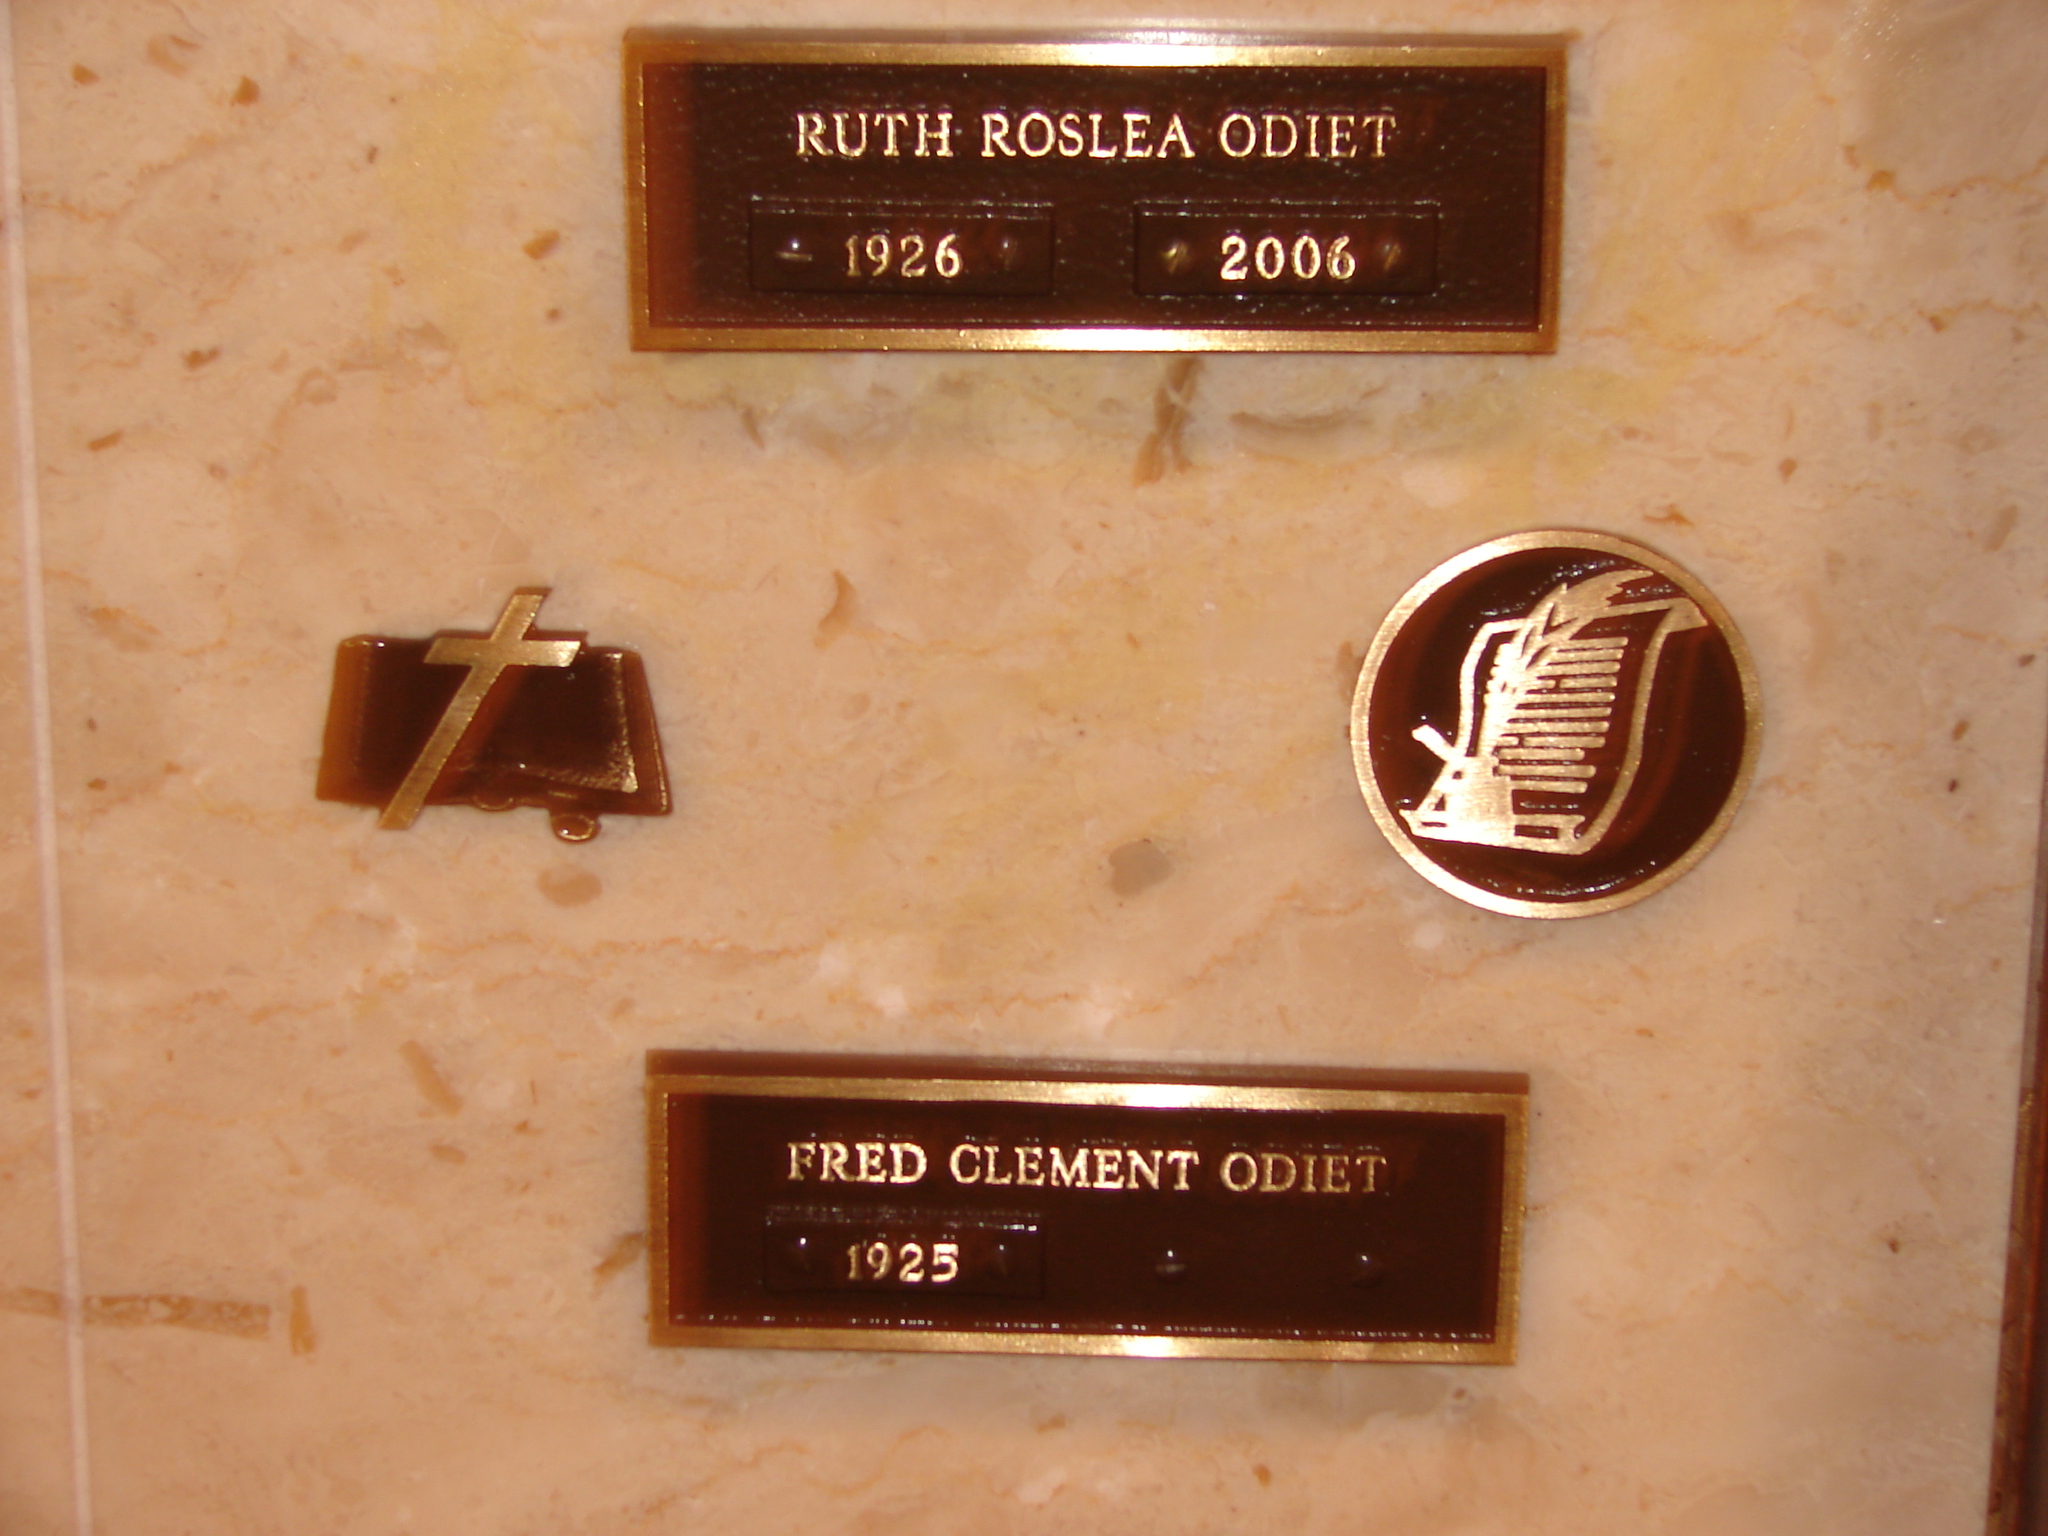 RUTH ROSLEA ODIET
1926 2006
FRED CLEMENT ODIET
1925